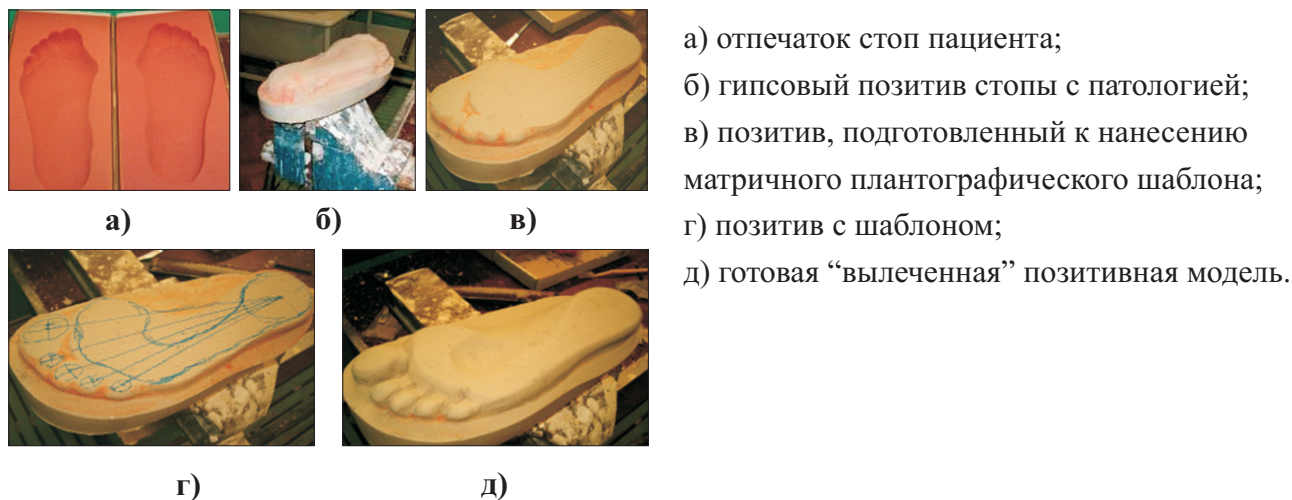 а) отпечаток стоп пациента;
б) гипсовый позитив стопы с патологией;
в) позитив, подготовленный к нанесению
матричного плантографического шаблона;
г) позитив с шаблоном;
д) готовая “вылеченная” позитивная модель.
а)
б)
в)
г)
д)